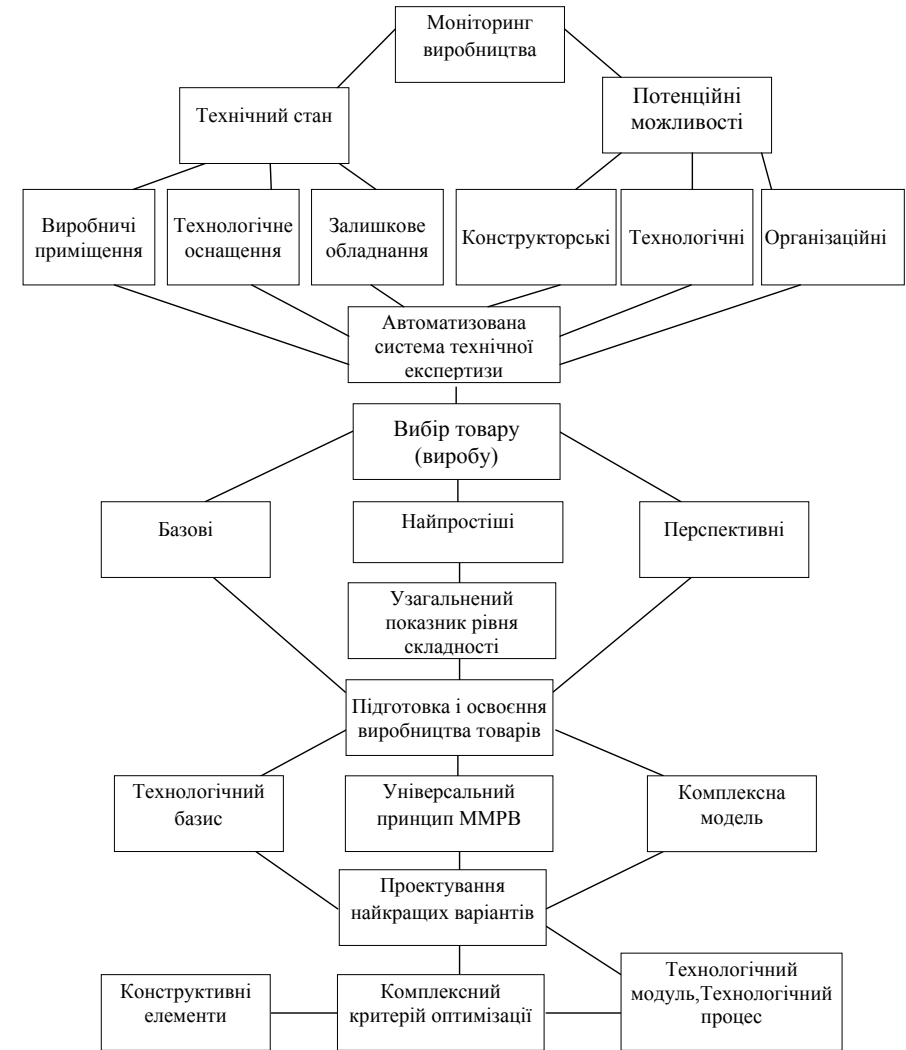 Моніторинг
виробництва
Технічний стан
Потенційні
можливості
Виробничі
приміщення
Технологічне
оснащення
Залишкове
обладнання
Конструкторські
Технологічні
Організаційні
Автоматизована
система технічної
експертизи
Вибір товару
(виробу)
Базові
Найпростіші
Перспективні
Узагальнений
показник рівня
складності
Підготовка і освоєння
виробництва товарів
Технологічний
базис
Універсальний
принцип ММРВ
Комплексна
модель
Проектування
найкращих варіантів
Конструктивні
елементи
Комплексний
критерій оптимізації
Технологічний
модуль,Технологічний
процес